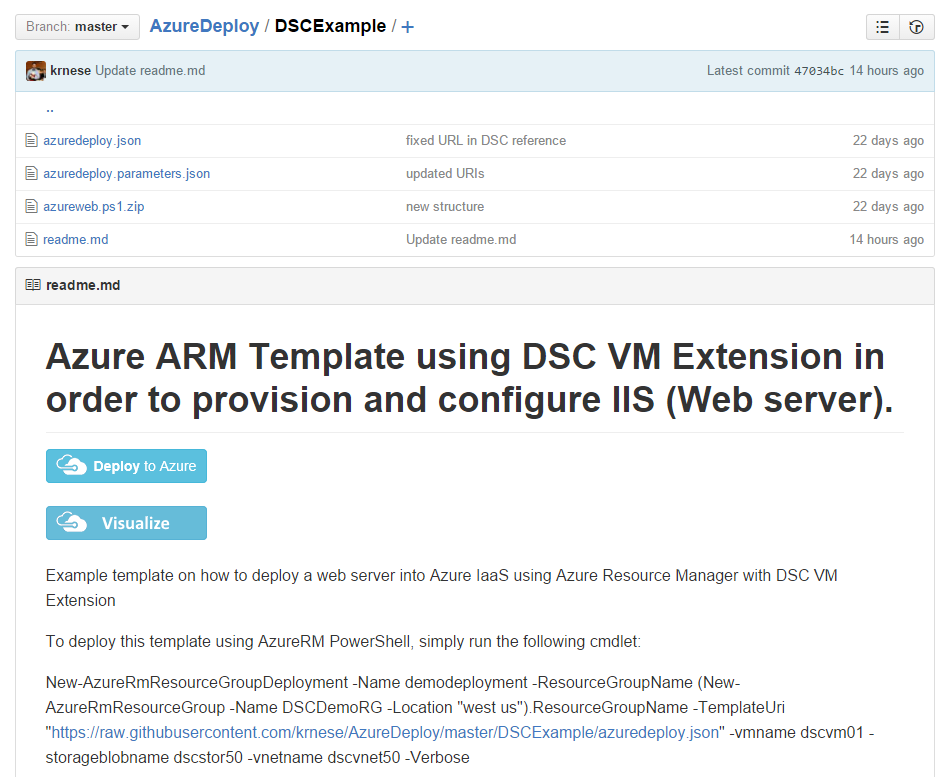 Branch: master AzureDeploy / DSCExample / +
krnese Update readme.md Latest commit 47034bc 14 hours ago
..
azuredeploy.json fixed URL in DSC reference 22 days ago
azuredeploy.parameters.json updated URIs 22 days ago
azureweb.ps1.zip new structure 22 days ago
readme.md Update readme.md 14 hours ago
readme.md
Azure ARM Template using DSC VM Extension in
order to provision and configure IIS (Web server).
Deploy to Azure
Visualize
Example template on how to deploy a web server into Azure IaaS using Azure Resource Manager with DSC VM
Extension
To deploy this template using AzureRM PowerShell, simply run the following cmdlet:
New-AzureRmResourceGroupDeployment -Name demodeployment -ResourceGroupName (New-
AzureRmResourceGroup -Name DSCDemoRG -Location "west us").ResourceGroupName -TemplateUri
"https://raw.githubusercontent.com/krnese/AzureDeploy/master/DSCExample/azuredeploy.json" -vmname dscvm01 -
storageblobname dscstor50 -vnetname dscvnet50 -Verbose